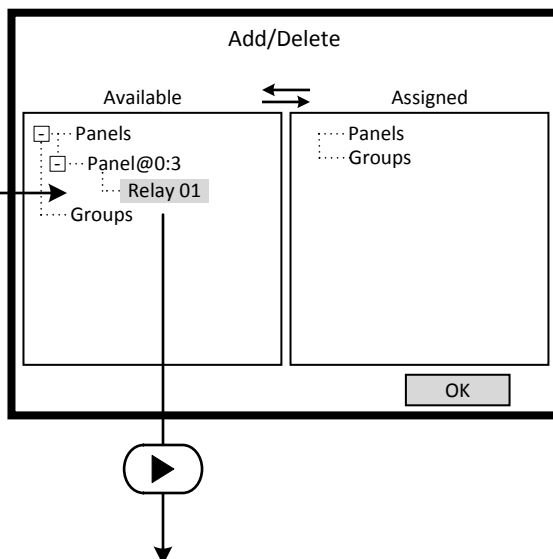 Add/Delete
Available
Assigned
Panels
Panel@0:3
Relay 01
Groups
Panels
Groups
OK